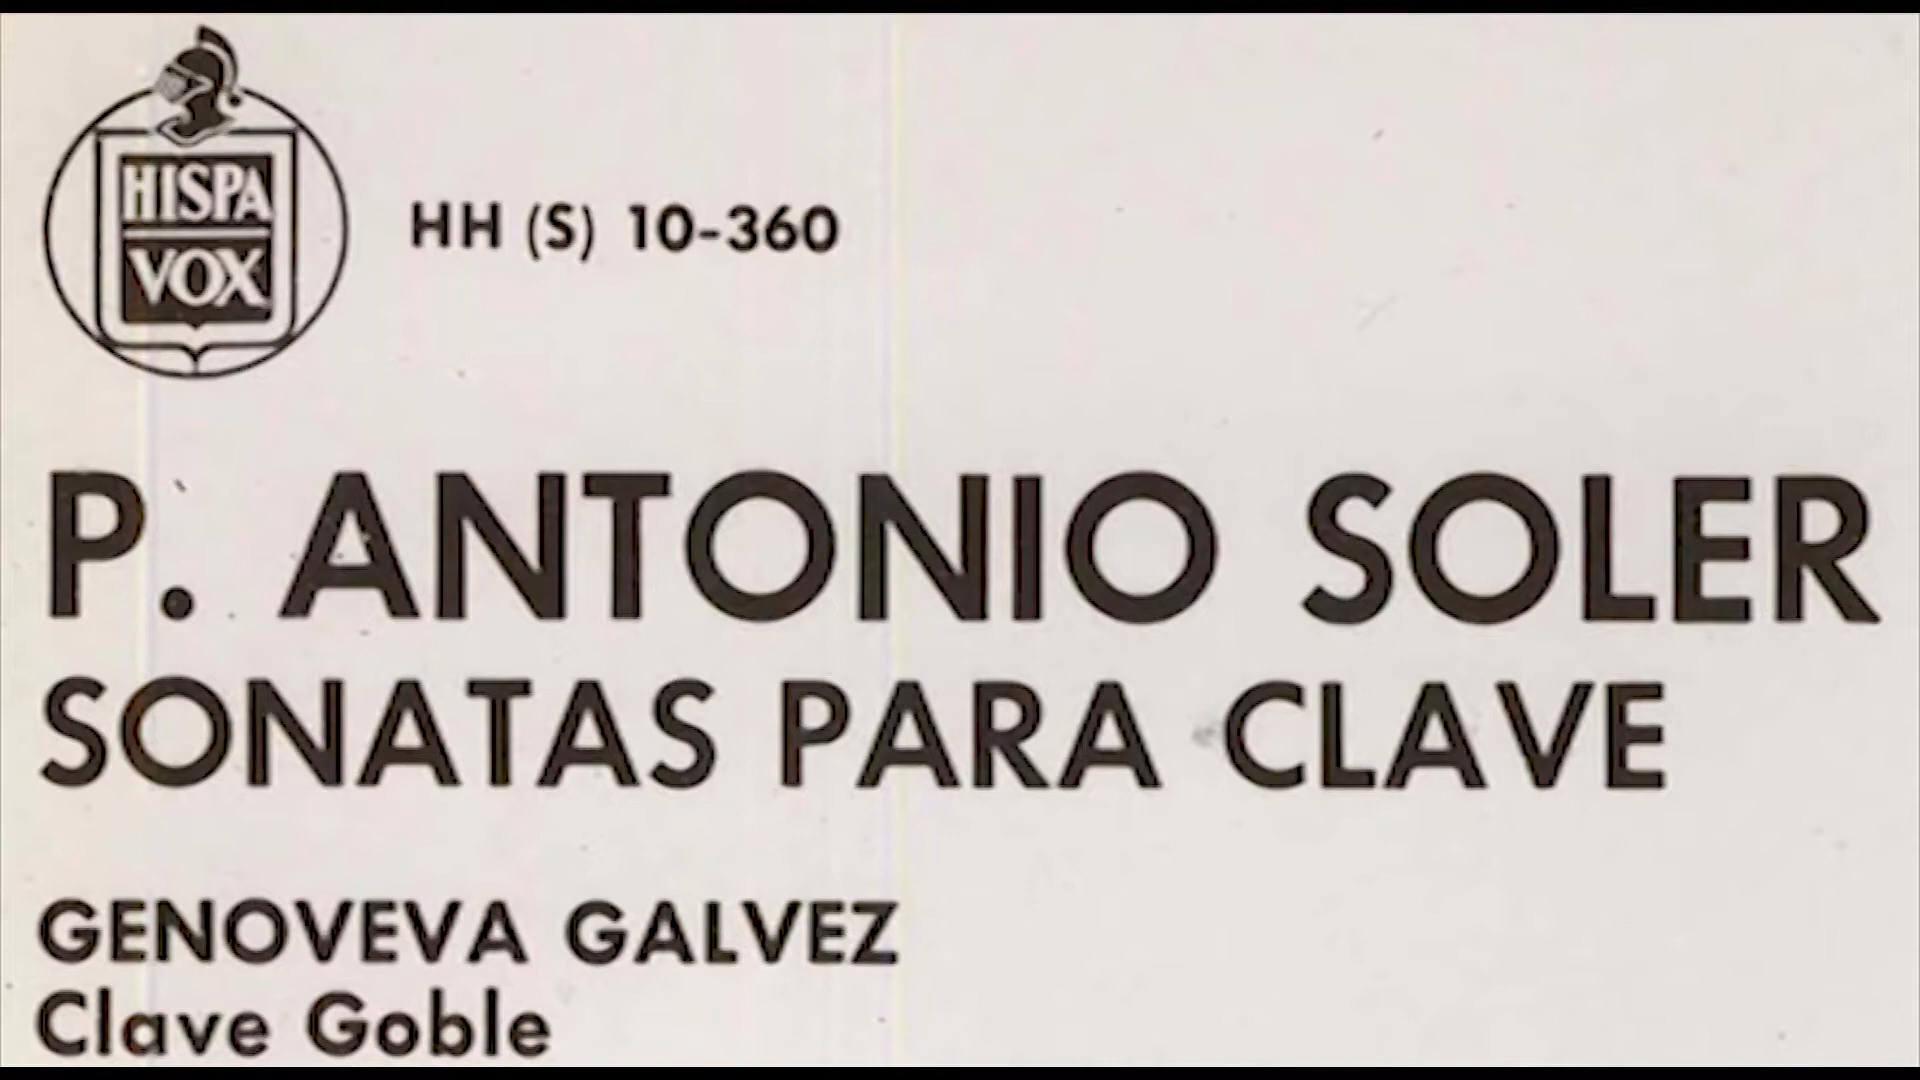 HISPA
VOX
HH (S) 10-360
P. ANTONIO SOLER
SONATAS PARA CLAVE
GENOVEVA GALVEZ
Clave Goble